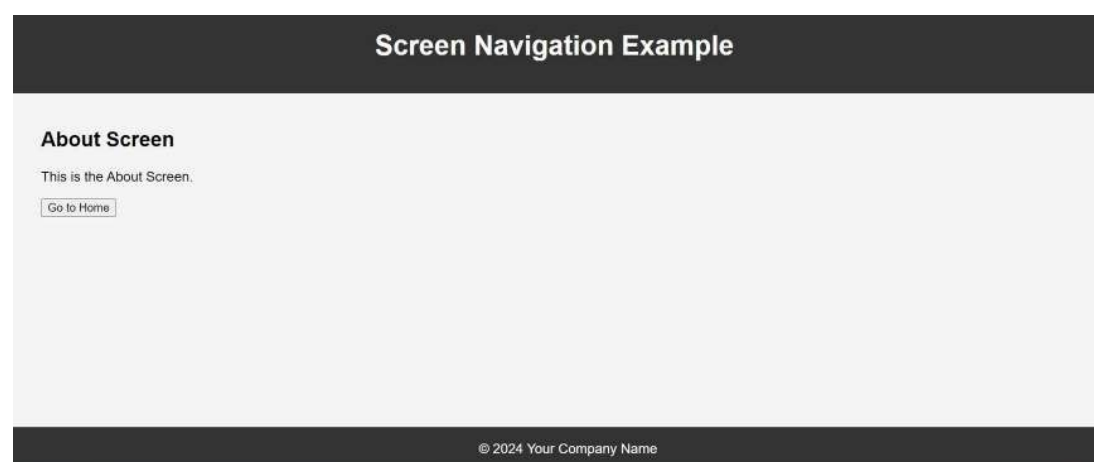 Screen Navigation Example
About Screen
This is the About Screen.
Go to Home
© 2024 Your Company Name